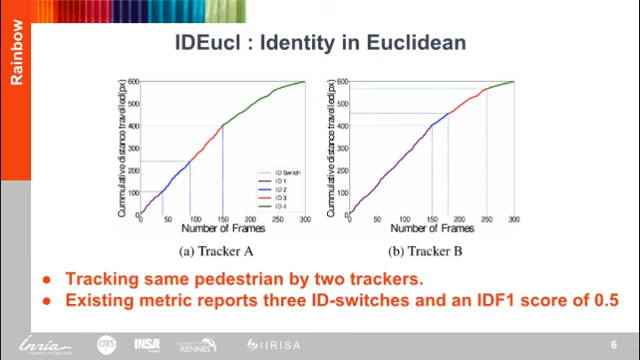 Rainbow
IDEucl : Identity in Euclidean
Cummulative distance travelled(px)
600
500
400
300
200
100
0
0 50 100 150 200 250 300
Number of Frames
ID Switch
ID 1
ID 2
ID 3
ID 4
(a) Tracker A
Cummulative distance travelled(px)
600
500
400
300
200
100
0
0 50 100 150 200 250 300
Number of Frames
(b) Tracker B
● Tracking same pedestrian by two trackers.
● Existing metric reports three ID-switches and an IDF1 score of 0.5
Inria
CNRS
INSA
RENNES
IRISA
6